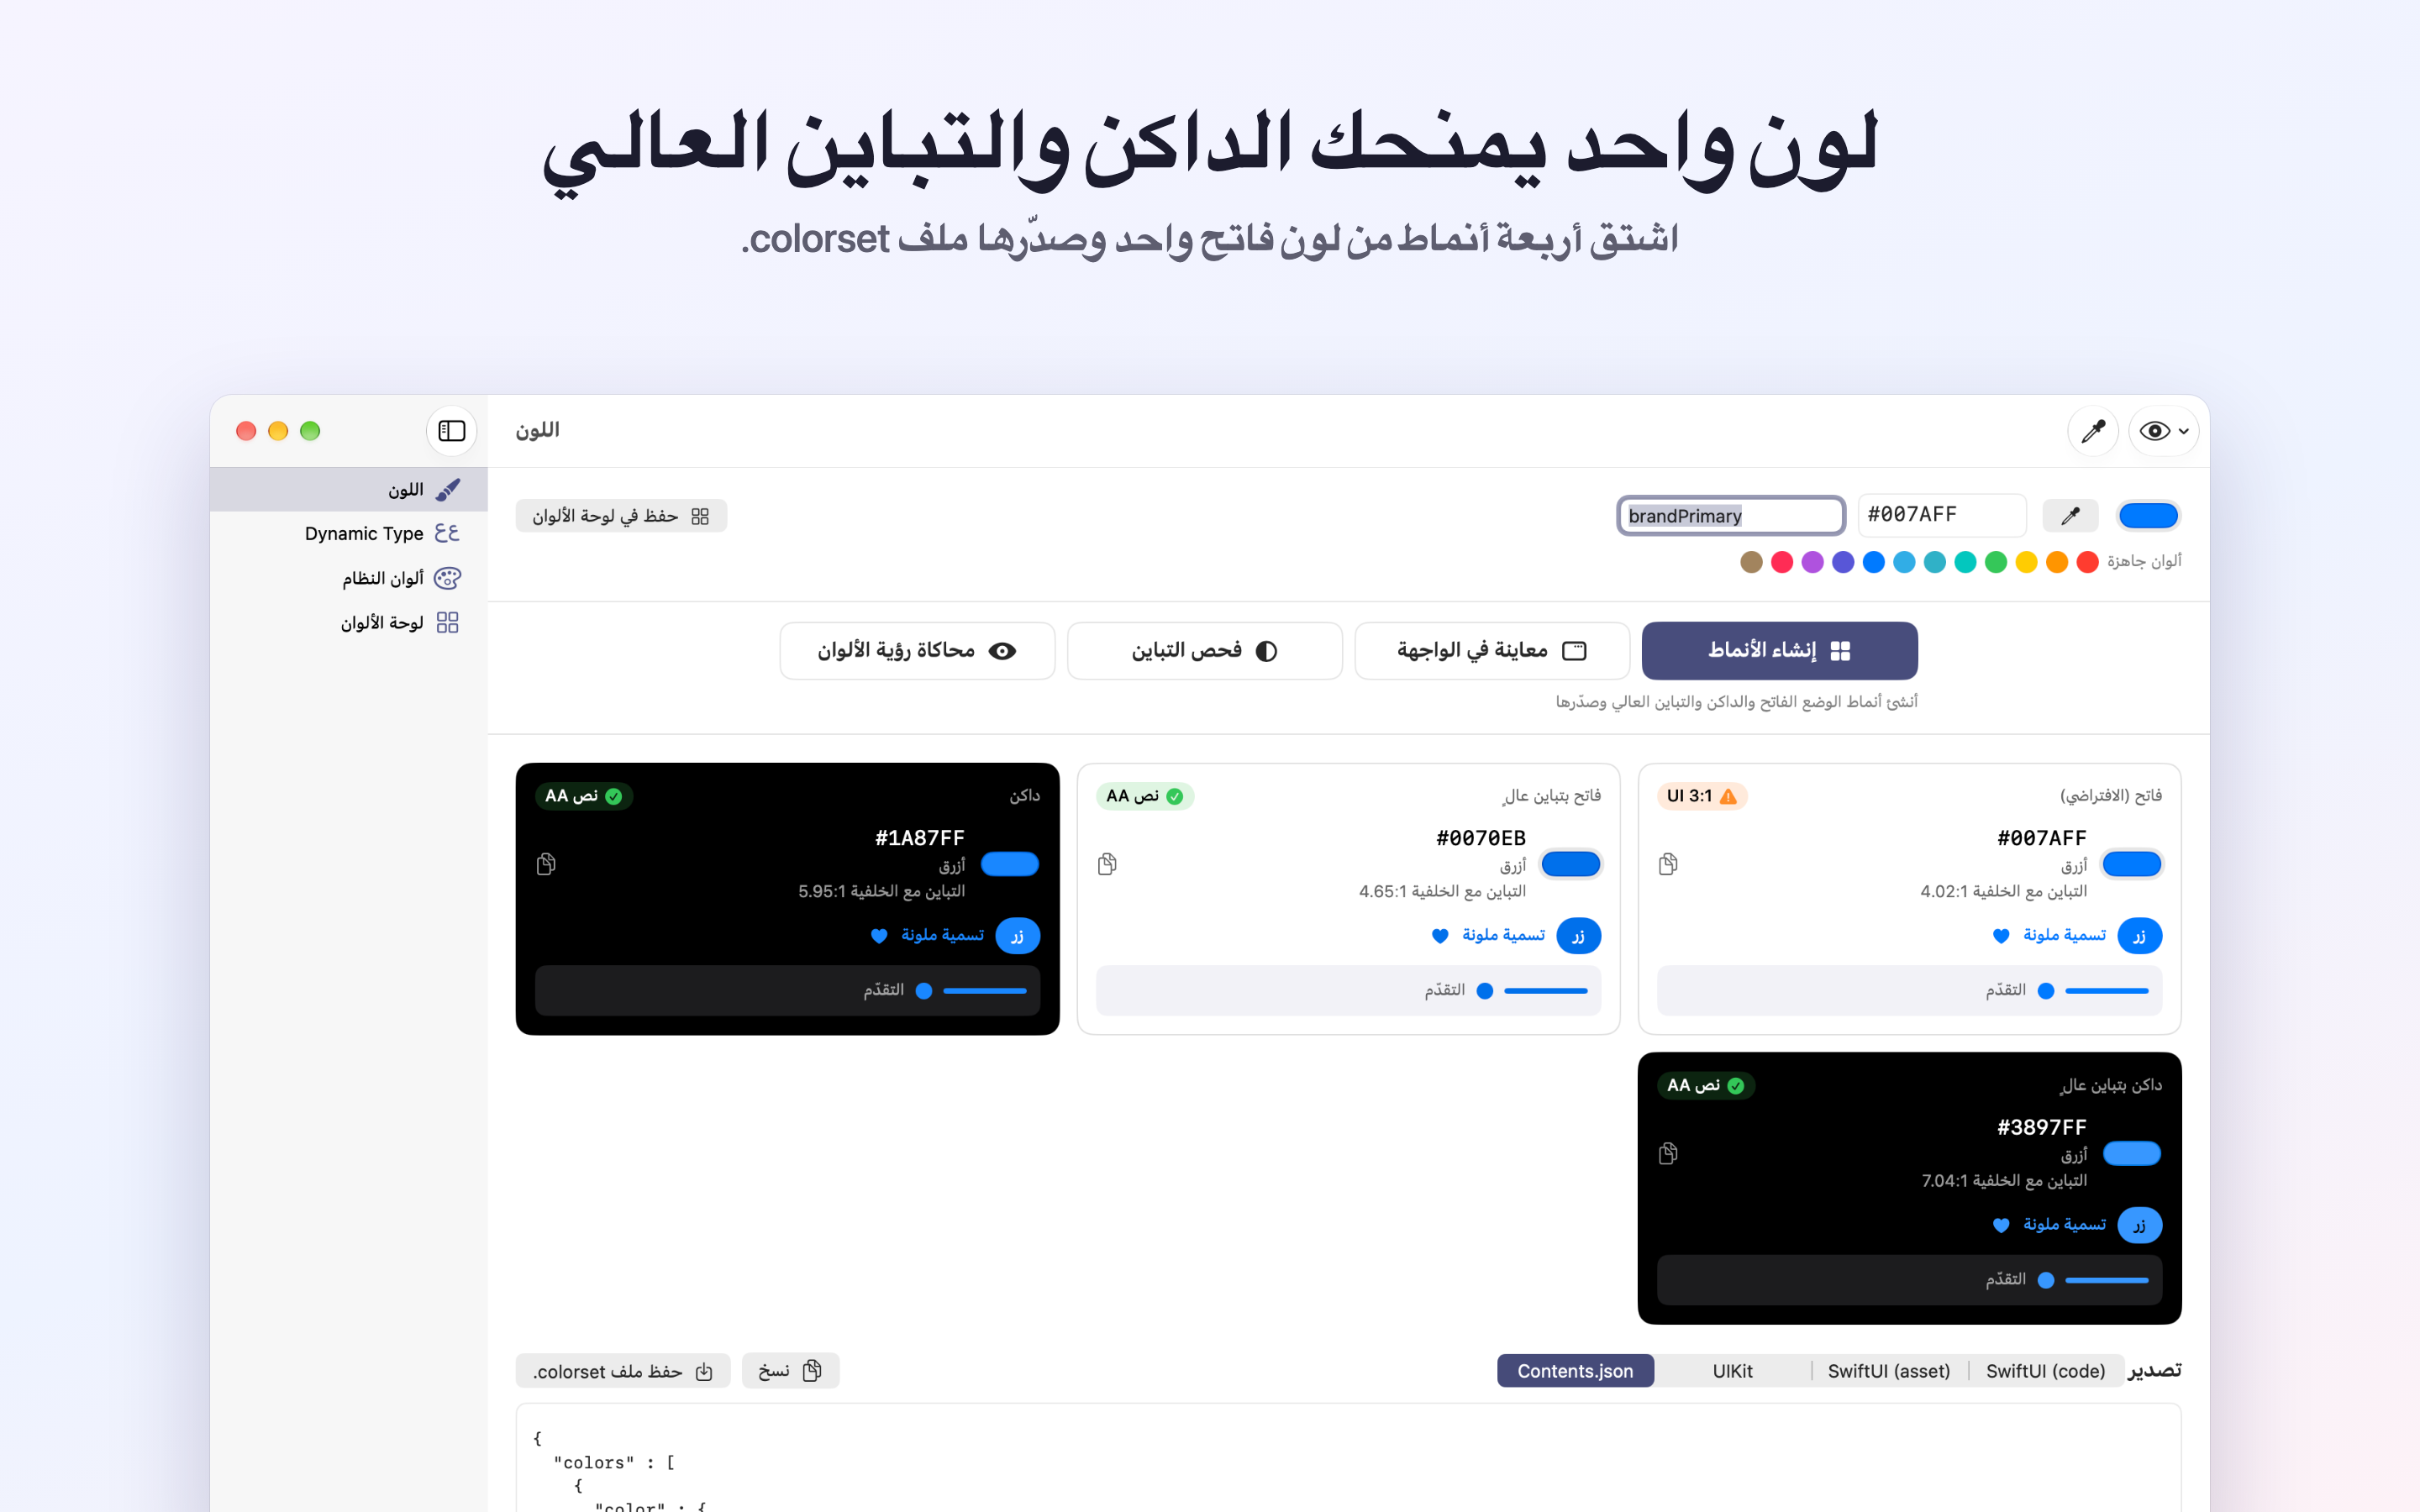 لون واحد يمنحك الداكن والتباين العالي
اشتق أربعة أنماط من لون فاتح واحد وصدّرها ملف colorset.
اللون
اللون
Dynamic Type
عع
ألوان النظام
لوحة الألوان
#007AFF
brandPrimary
حفظ في لوحة الألوان
ألوان جاهزة
إنشاء الأنماط
معاينة في الواجهة
فحص التباين
محاكاة رؤية الألوان
أنشئ أنماط الوضع الفاتح والداكن والتباين العالي وصدّرها
فاتح (الافتراضي)
UI 3:1
#007AFF
أزرق
التباين مع الخلفية 4.02:1
زر
تسمية ملونة
التقدّم
فاتح بتباين عالٍ
نص AA
#0070EB
أزرق
التباين مع الخلفية 4.65:1
زر
تسمية ملونة
التقدّم
داكن
نص AA
#1A87FF
أزرق
التباين مع الخلفية 5.95:1
زر
تسمية ملونة
التقدّم
داكن بتباين عالٍ
نص AA
#3897FF
أزرق
التباين مع الخلفية 7.04:1
زر
تسمية ملونة
التقدّم
تصدير
SwiftUI (code)
SwiftUI (asset)
UIKit
Contents.json
نسخ
حفظ ملف colorset.
{
"colors" : [
{
"color" : {